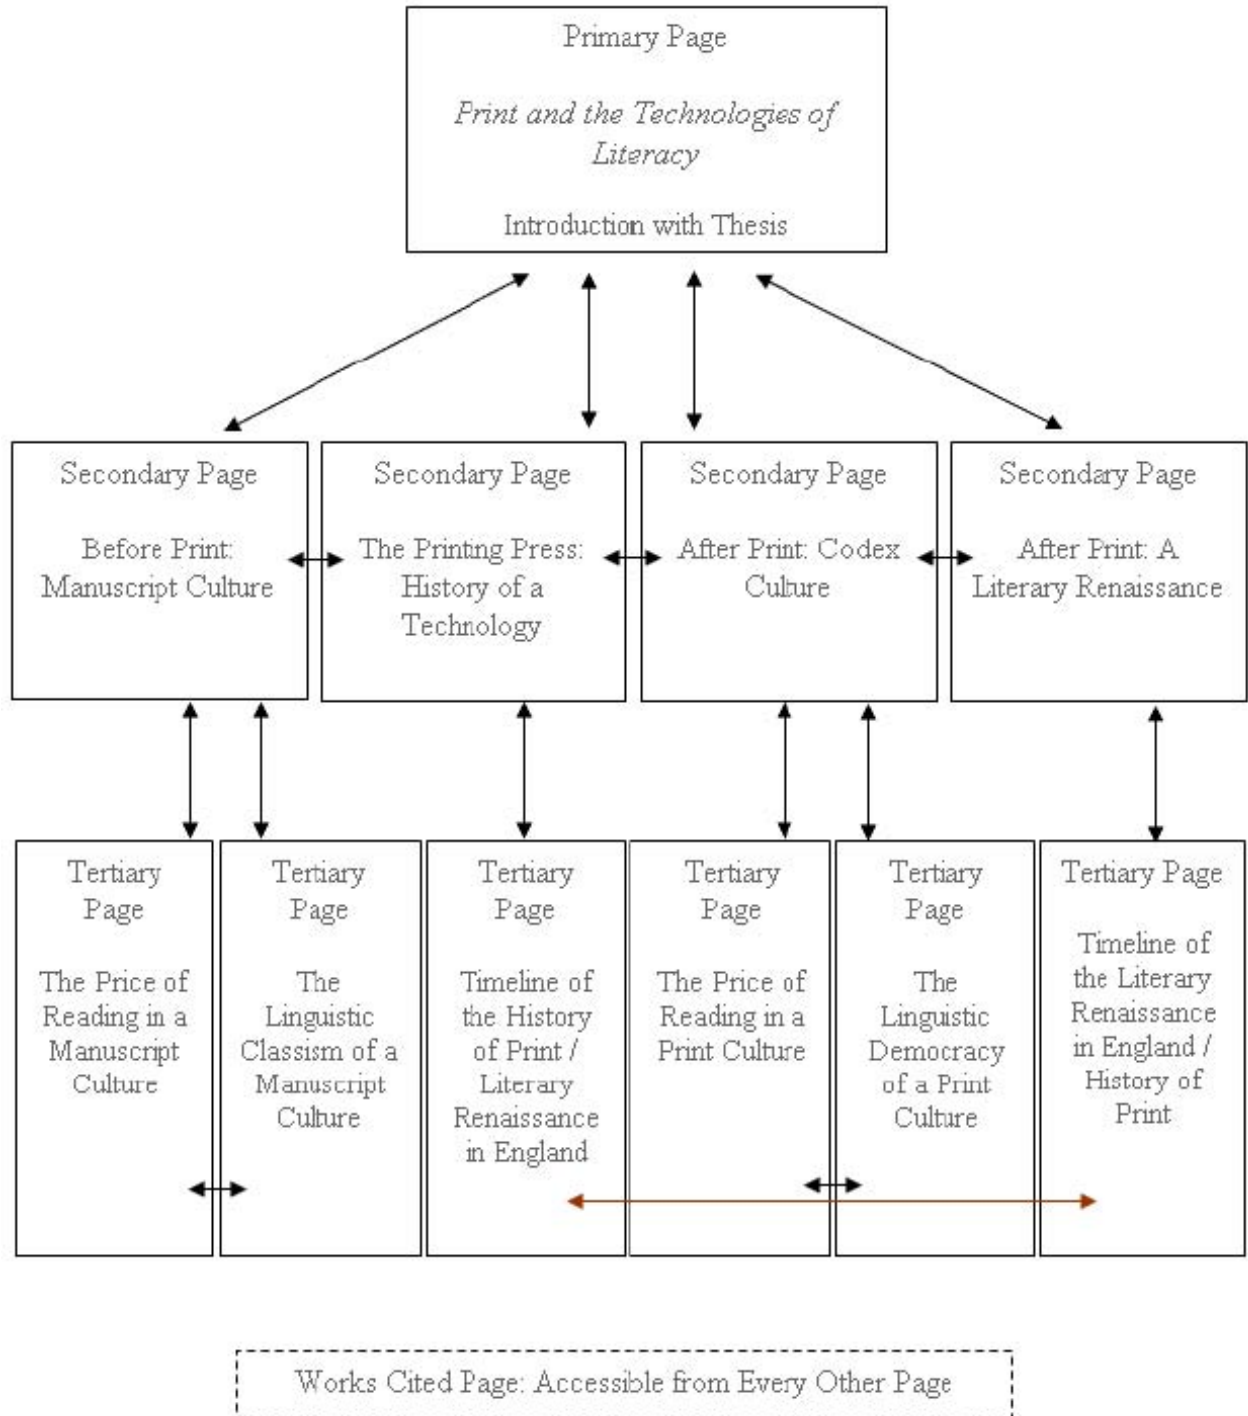 Primary Page
Print and the Technologies of
Literacy
Introduction with Thesis
Secondary Page
Before Print:
Manuscript Culture
Secondary Page
The Printing Press:
History of a
Technology
Secondary Page
After Print: Codex
Culture
Secondary Page
After Print: A
Literary Renaissance
Tertiary
Page
The Price of
Reading in a
Manuscript
Culture
Tertiary
Page
The
Linguistic
Classism of a
Manuscript
Culture
Tertiary
Page
Timeline of
the History
of Print /
Literary
Renaissance
in England
Tertiary
Page
The Price of
Reading in a
Print Culture
Tertiary
Page
The
Linguistic
Democracy
of a Print
Culture
Tertiary Page
Timeline of
the Literary
Renaissance
in England /
History of
Print
Works Cited Page: Accessible from Every Other Page